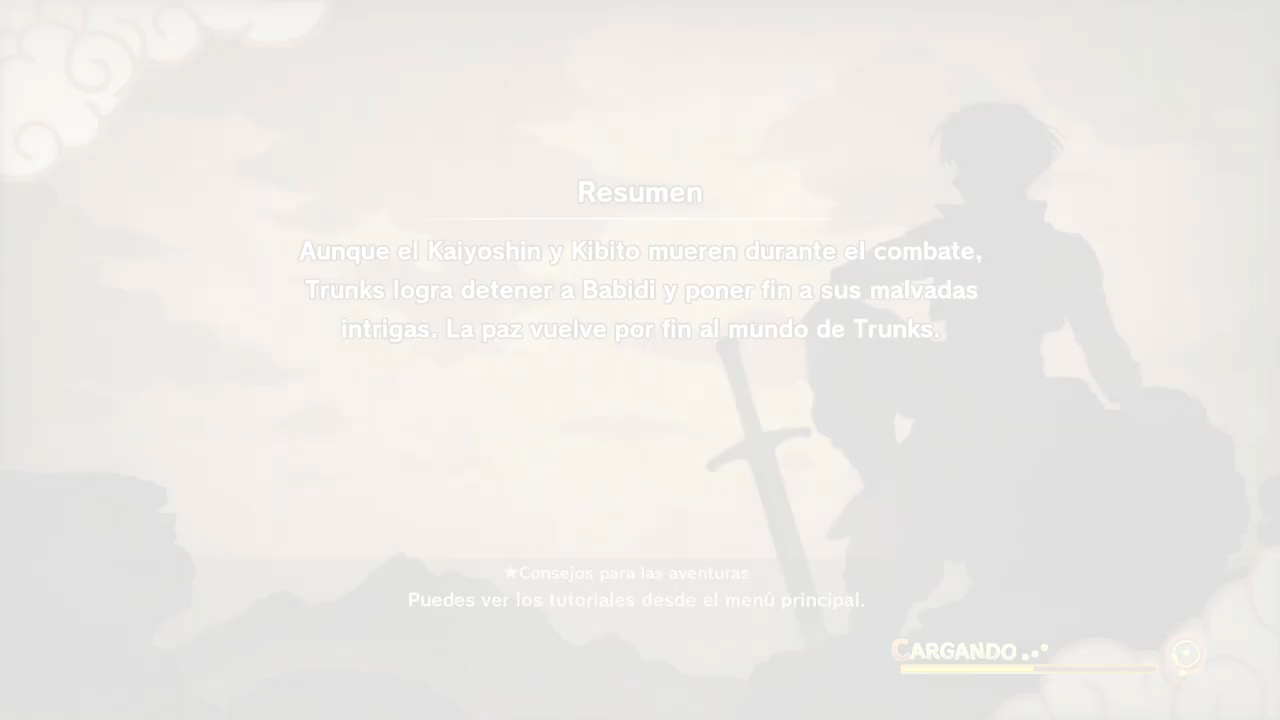 Resumen
Aunque el Kaiyoshin y Kibito mueren durante el combate,
Trunks logra detener a Babidi y poner fin a sus malvadas
intrigas. La paz vuelve por fin al mundo de Trunks.
★Consejos para las aventuras
Puedes ver los tutoriales desde el menú principal.
CARGANDO...